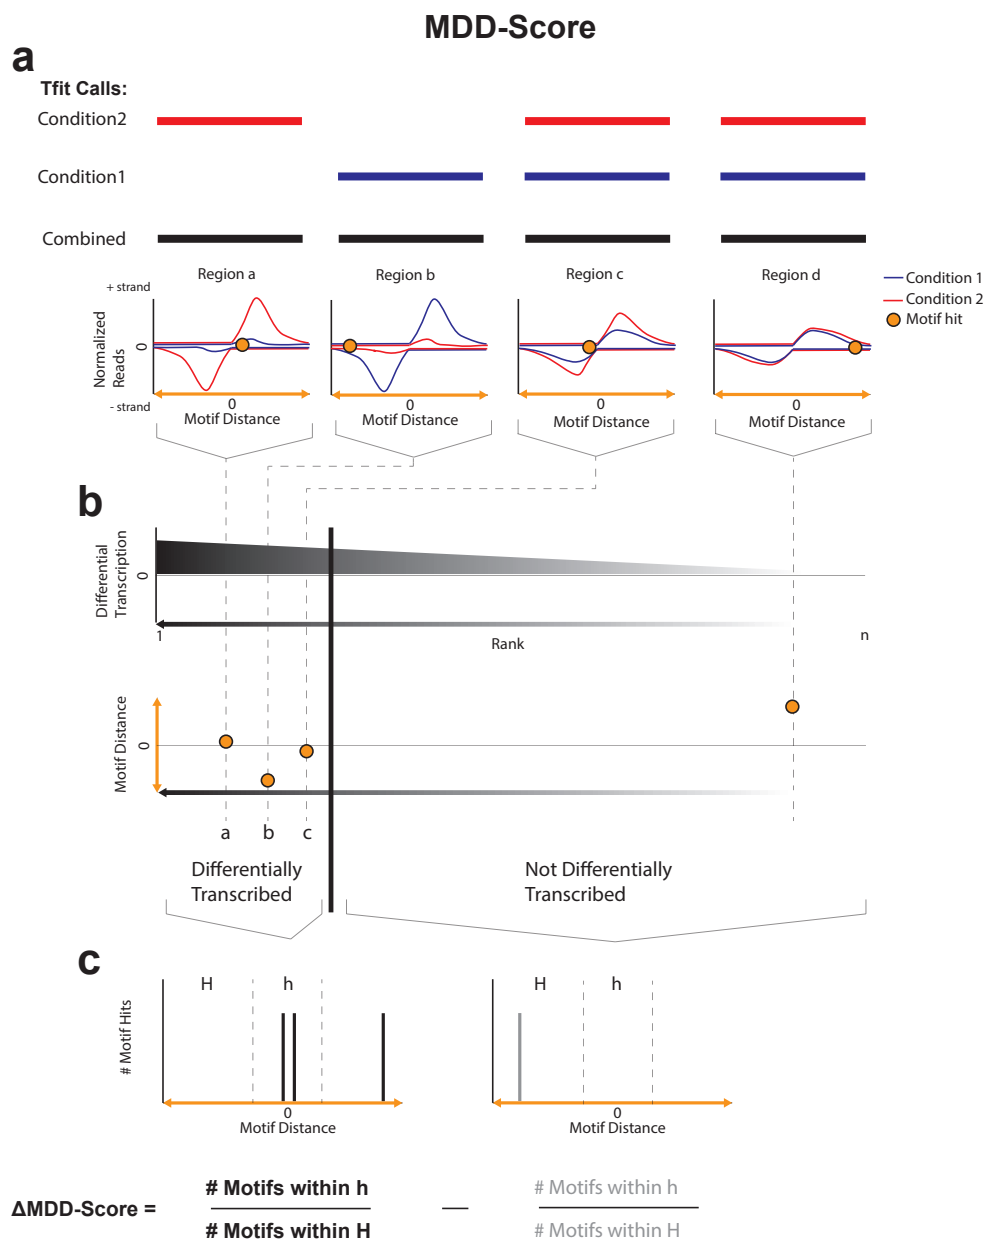 MDD-Score
a
Tfit Calls:
Condition2
Condition1
Combined
Region a
Region b
Region c
Region d
+ strand
0
- strand
Normalized
Reads
Condition 1
Condition 2
Motif hit
0
0
0
0
Motif Distance
Motif Distance
Motif Distance
Motif Distance
b
Differential
Transcription
0
1
Rank
n
Motif Distance
0
a
b
c
Differentially
Transcribed
Not Differentially
Transcribed
c
# Motif Hits
H
h
H
h
0
0
Motif Distance
Motif Distance
ΔMDD-Score =
# Motifs within h
# Motifs within H
—
# Motifs within h
# Motifs within H